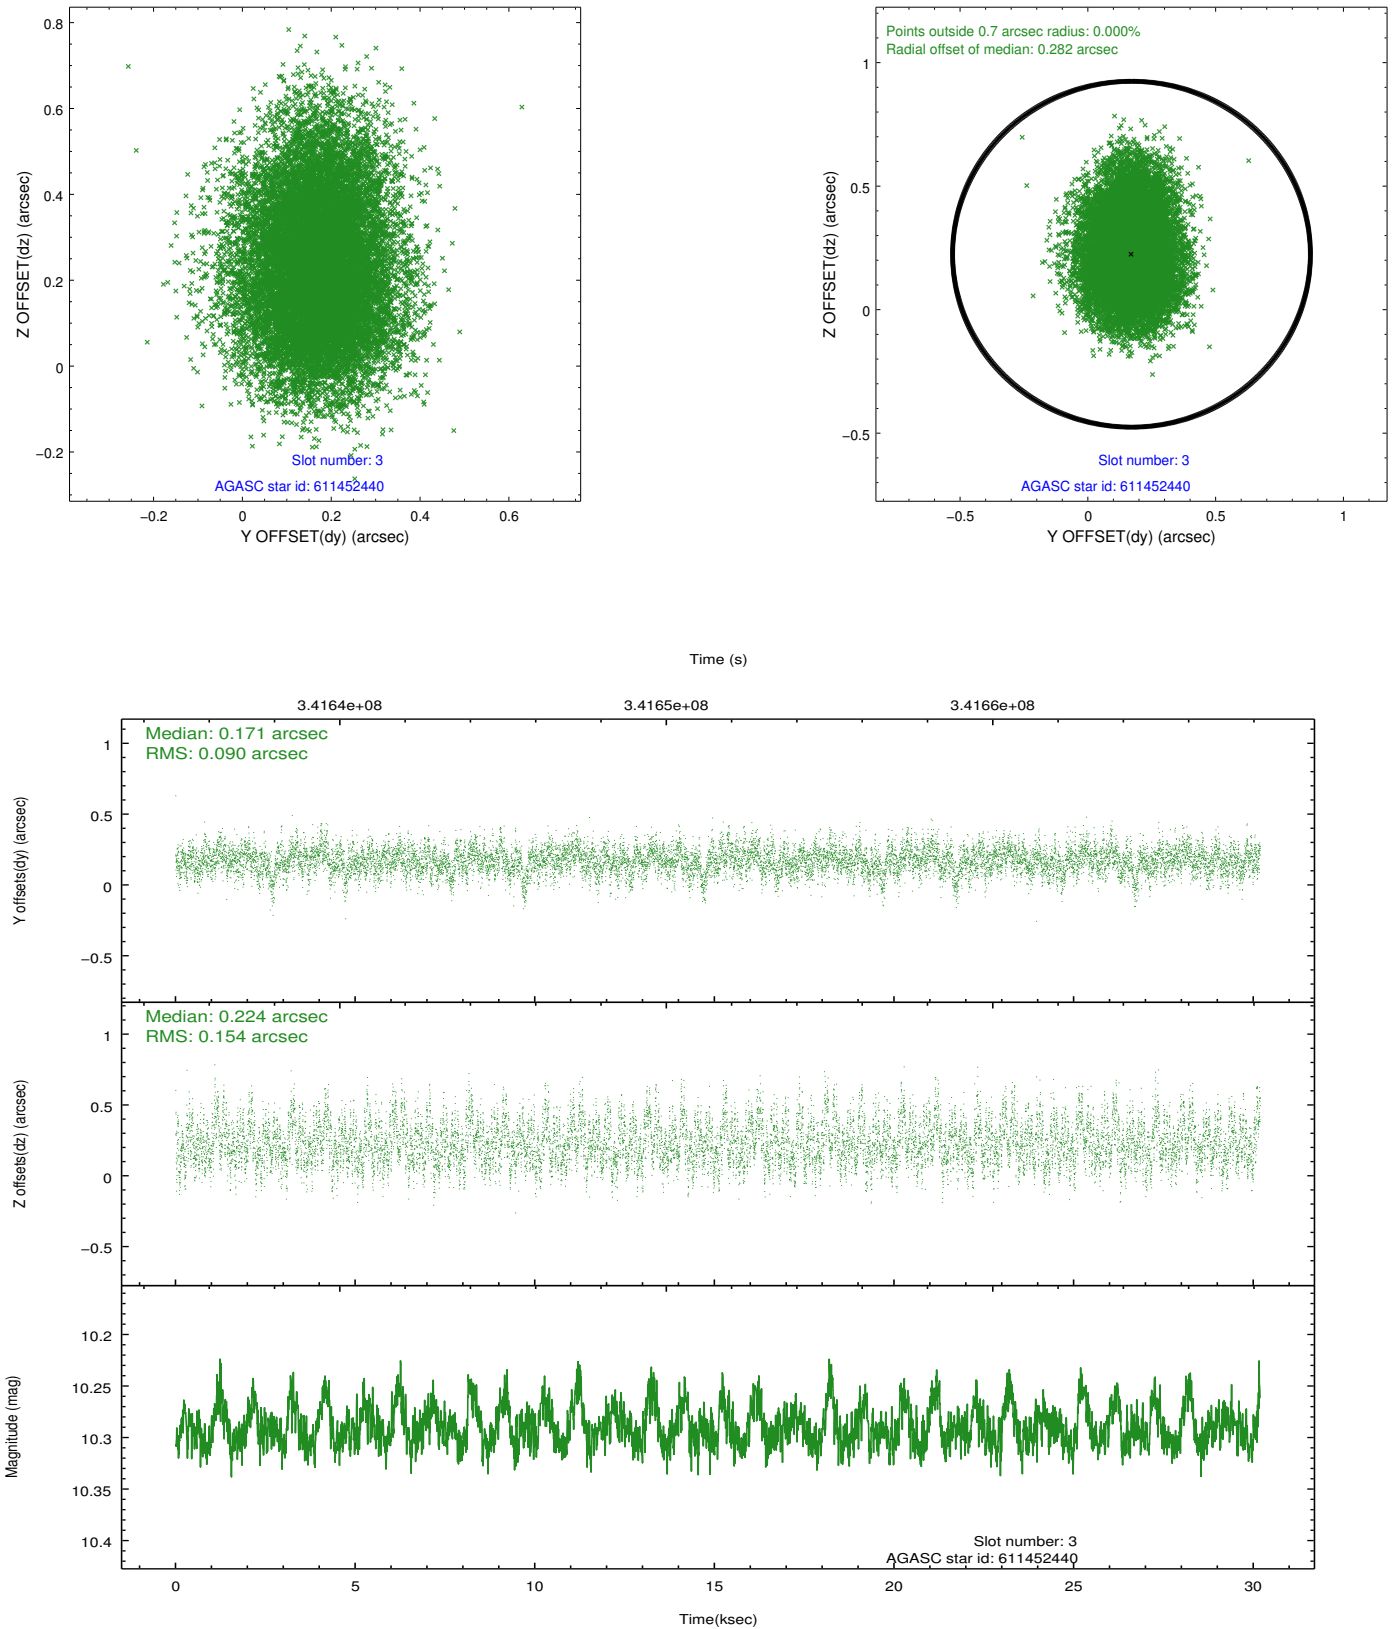 0.8
0.6
0.4
0.2
0
−0.2
−0.2
0
0.2
0.4
0.6
Z OFFSET(dz) (arcsec)
Y OFFSET(dy) (arcsec)
Slot number: 3
AGASC star id: 611452440
Points outside 0.7 arcsec radius: 0.000%
Radial offset of median: 0.282 arcsec
1
0.5
0
−0.5
−0.5
0
0.5
1
Z OFFSET(dz) (arcsec)
Y OFFSET(dy) (arcsec)
Slot number: 3
AGASC star id: 611452440
Time (s)
3.4164e+08
3.4165e+08
3.4166e+08
Median: 0.171 arcsec
RMS: 0.090 arcsec
1
0.5
0
−0.5
Y offsets(dy) (arcsec)
Median: 0.224 arcsec
RMS: 0.154 arcsec
1
0.5
0
−0.5
Z offsets(dz) (arcsec)
10.2
10.25
10.3
10.35
10.4
Magnitude (mag)
Slot number: 3
AGASC star id: 611452440
0
5
10
15
20
25
30
Time(ksec)